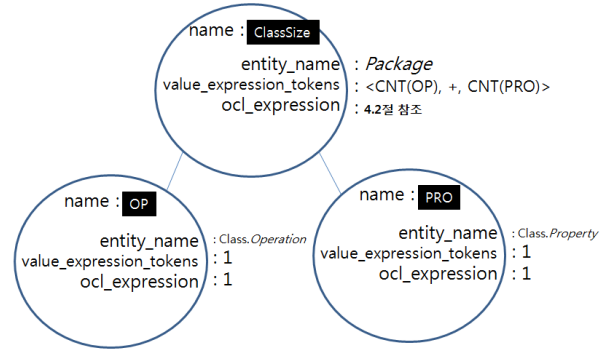 name : ClassSize
entity_name : Package
value_expression_tokens : <CNT(OP), +, CNT(PRO)>
ocl_expression : 4.2절 참조
name : OP
entity_name : Class.Operation
value_expression_tokens : 1
ocl_expression : 1
name : PRO
entity_name : Class.Property
value_expression_tokens : 1
ocl_expression : 1